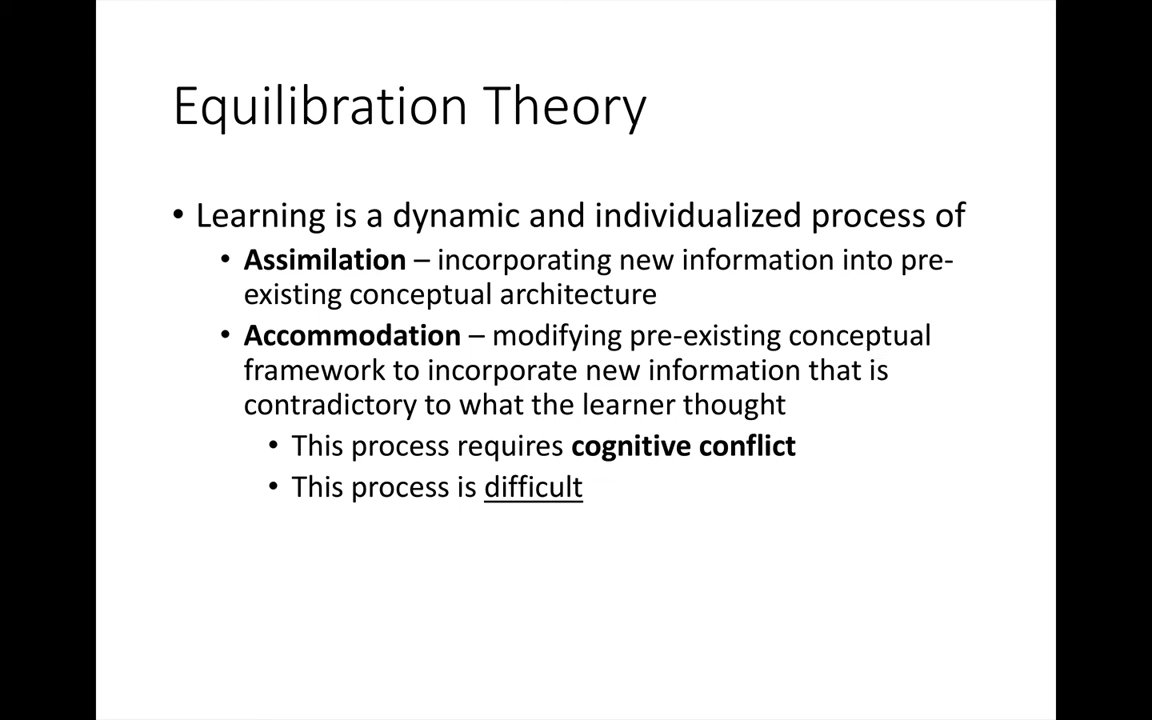 Equilibration Theory
• Learning is a dynamic and individualized process of
• Assimilation – incorporating new information into pre-
existing conceptual architecture
• Accommodation – modifying pre-existing conceptual
framework to incorporate new information that is
contradictory to what the learner thought
• This process requires cognitive conflict
• This process is difficult